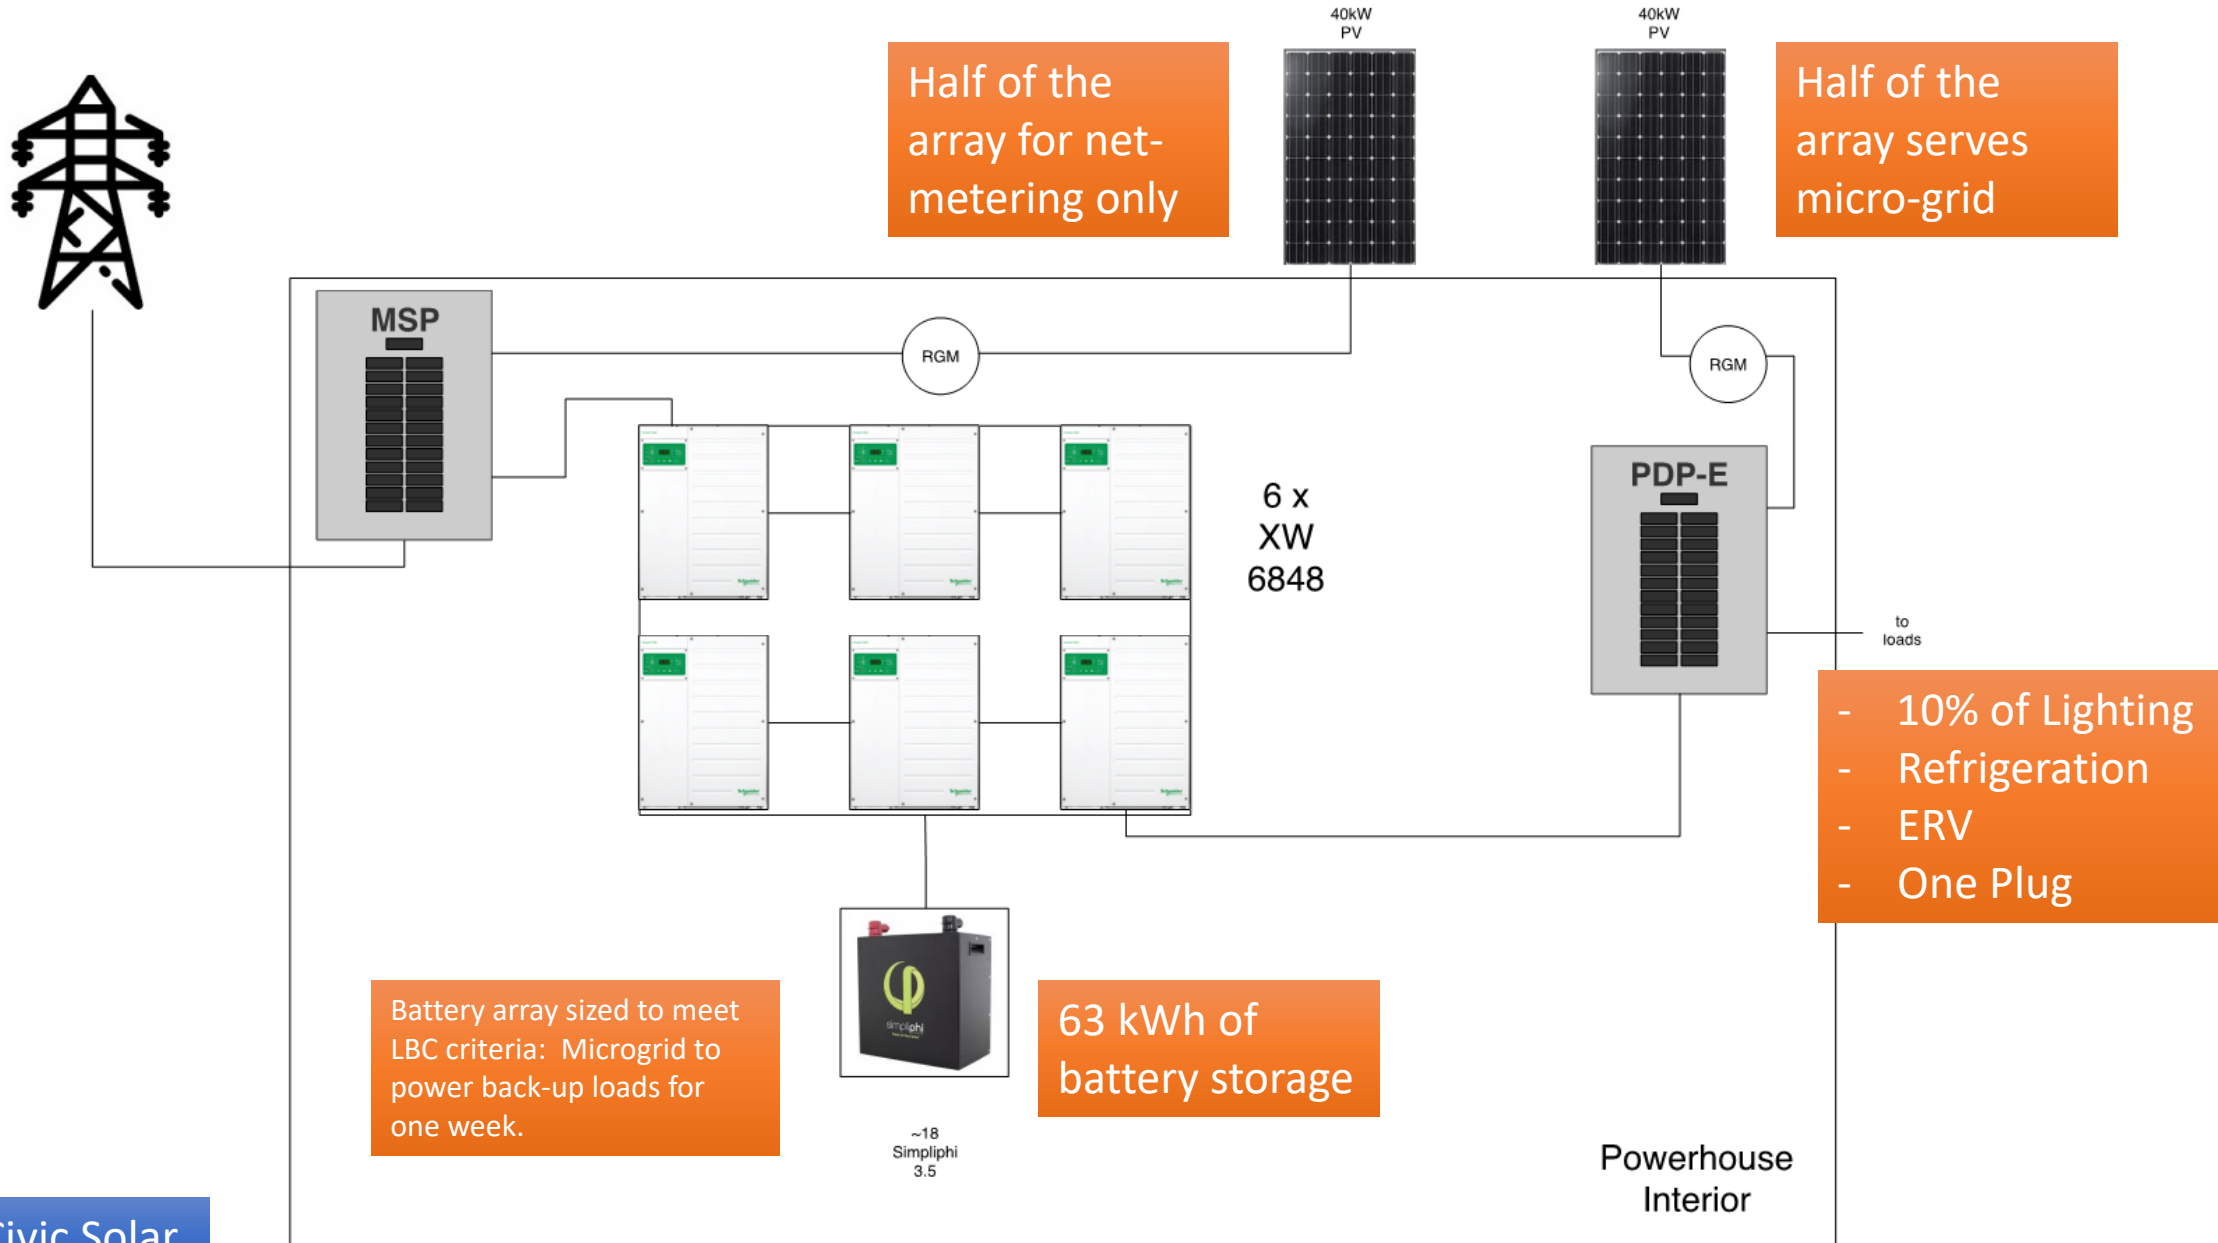 40kW
PV
40kW
PV
Half of the
array for net-
metering only
Half of the
array serves
micro-grid
MSP
RGM
RGM
PDP-E
6 x
XW
6848
to
loads
- 10% of Lighting
- Refrigeration
- ERV
- One Plug
simpliphi
Battery array sized to meet
LBC criteria:  Microgrid to
power back-up loads for
one week.
63 kWh of
battery storage
~18
Simpliphi
3.5
Powerhouse
Interior
Civic Solar